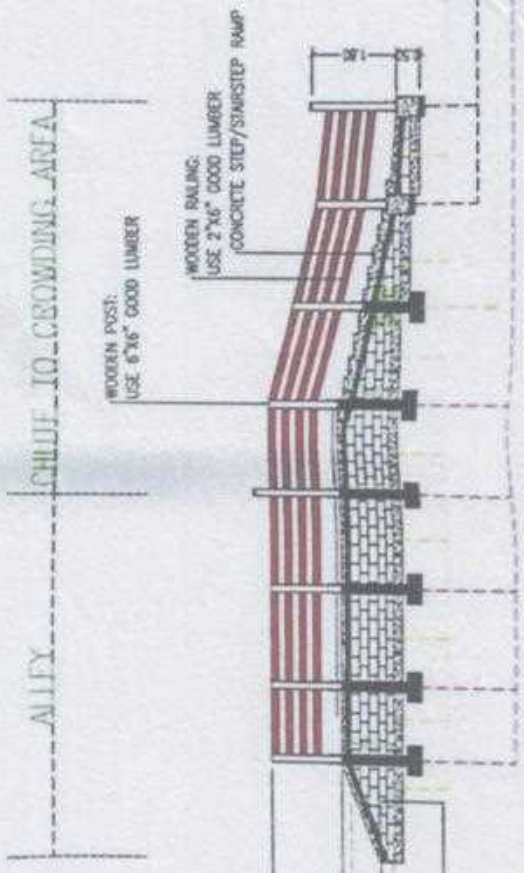 ALLEY
CHUTE TO CROWDING AREA
WOODEN POST:
USE 6"X6" GOOD LUMBER
WOODEN RAILING:
USE 2"X6" GOOD LUMBER
CONCRETE STEP/STAIRSTEP RAMP